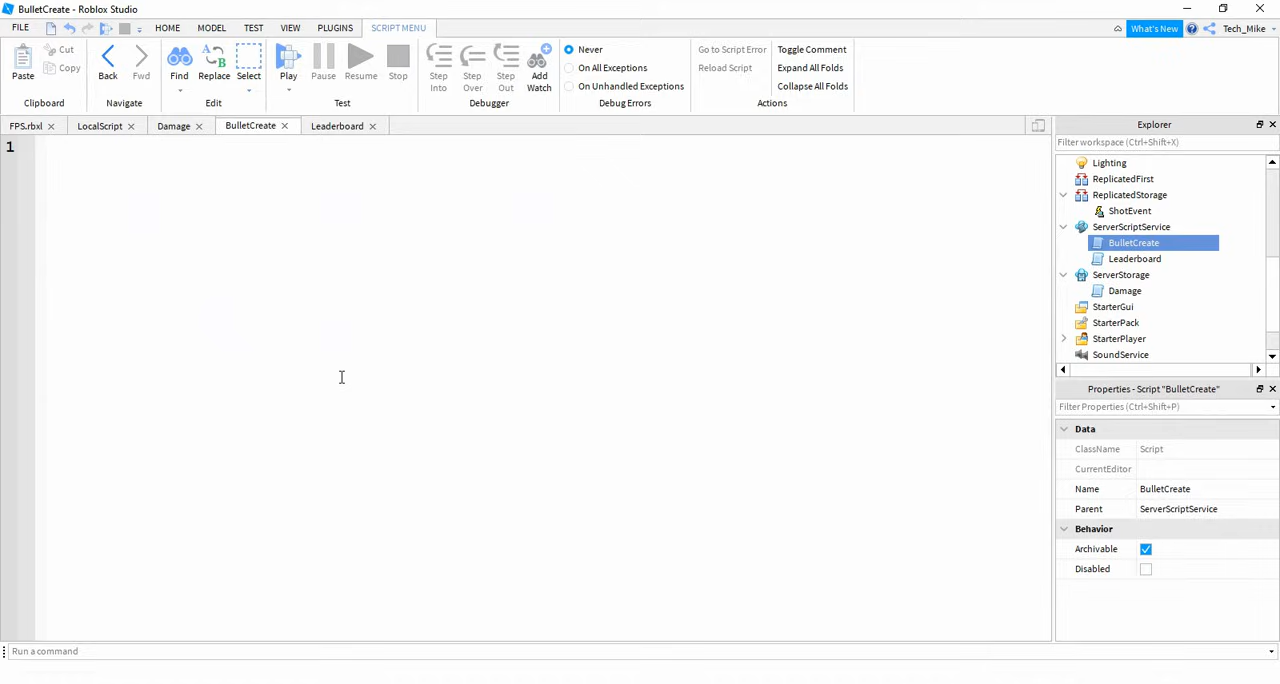 BulletCreate - Roblox Studio
FILE HOME MODEL TEST VIEW PLUGINS SCRIPT MENU What's New Tech_Mike
Paste Cut Copy Back Fwd Find Replace Select Play Pause Resume Stop Step Into Step Over Step Out Add Watch
Never
On All Exceptions
On Unhandled Exceptions
Go to Script Error
Reload Script
Toggle Comment
Expand All Folds
Collapse All Folds
Clipboard Navigate Edit Test Debugger Debug Errors Actions
FPS.rbxl LocalScript Damage BulletCreate Leaderboard
1
Explorer
Filter workspace (Ctrl+Shift+X)
Lighting
ReplicatedFirst
ReplicatedStorage
ShotEvent
ServerScriptService
BulletCreate
Leaderboard
ServerStorage
Damage
StarterGui
StarterPack
StarterPlayer
SoundService
Properties - Script "BulletCreate"
Filter Properties (Ctrl+Shift+P)
Data
ClassName Script
CurrentEditor
Name BulletCreate
Parent ServerScriptService
Behavior
Archivable
Disabled
Run a command